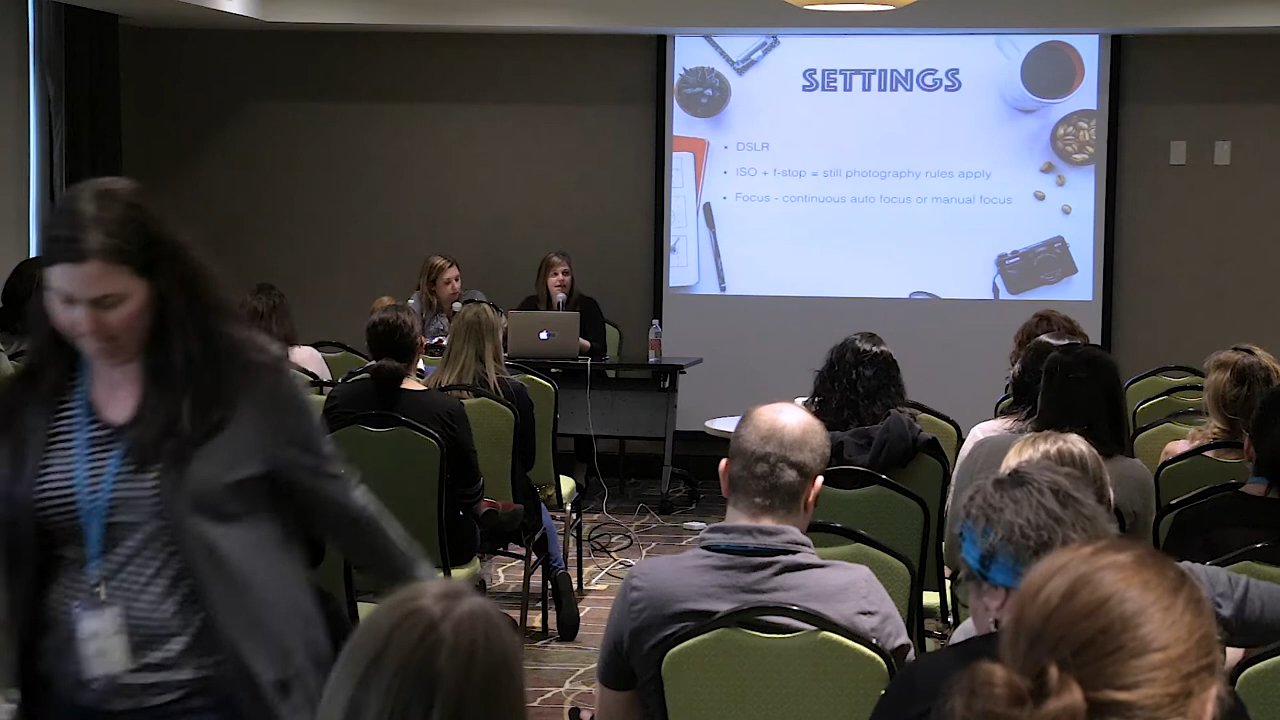 SETTINGS
• DSLR
• ISO + f-stop = still photography rules apply
• Focus - continuous auto focus or manual focus